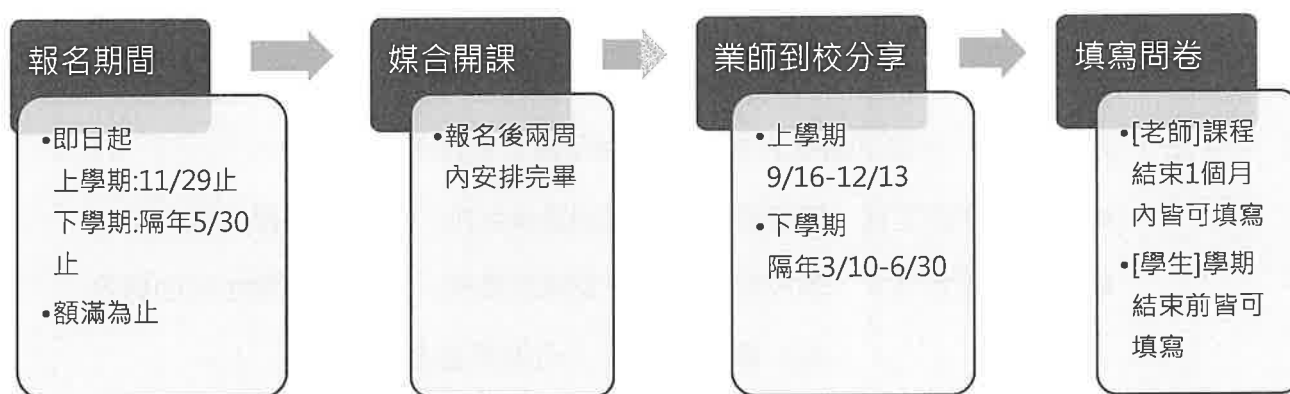 報名期間
•即日起
上學期:11/29止
下學期:隔年5/30
止
•額滿為止
媒合開課
•報名後兩周
內安排完畢
業師到校分享
•上學期
9/16-12/13
•下學期
隔年3/10-6/30
填寫問卷
•[老師]課程
結束1個月
內皆可填寫
•[學生]學期
結束前皆可
填寫